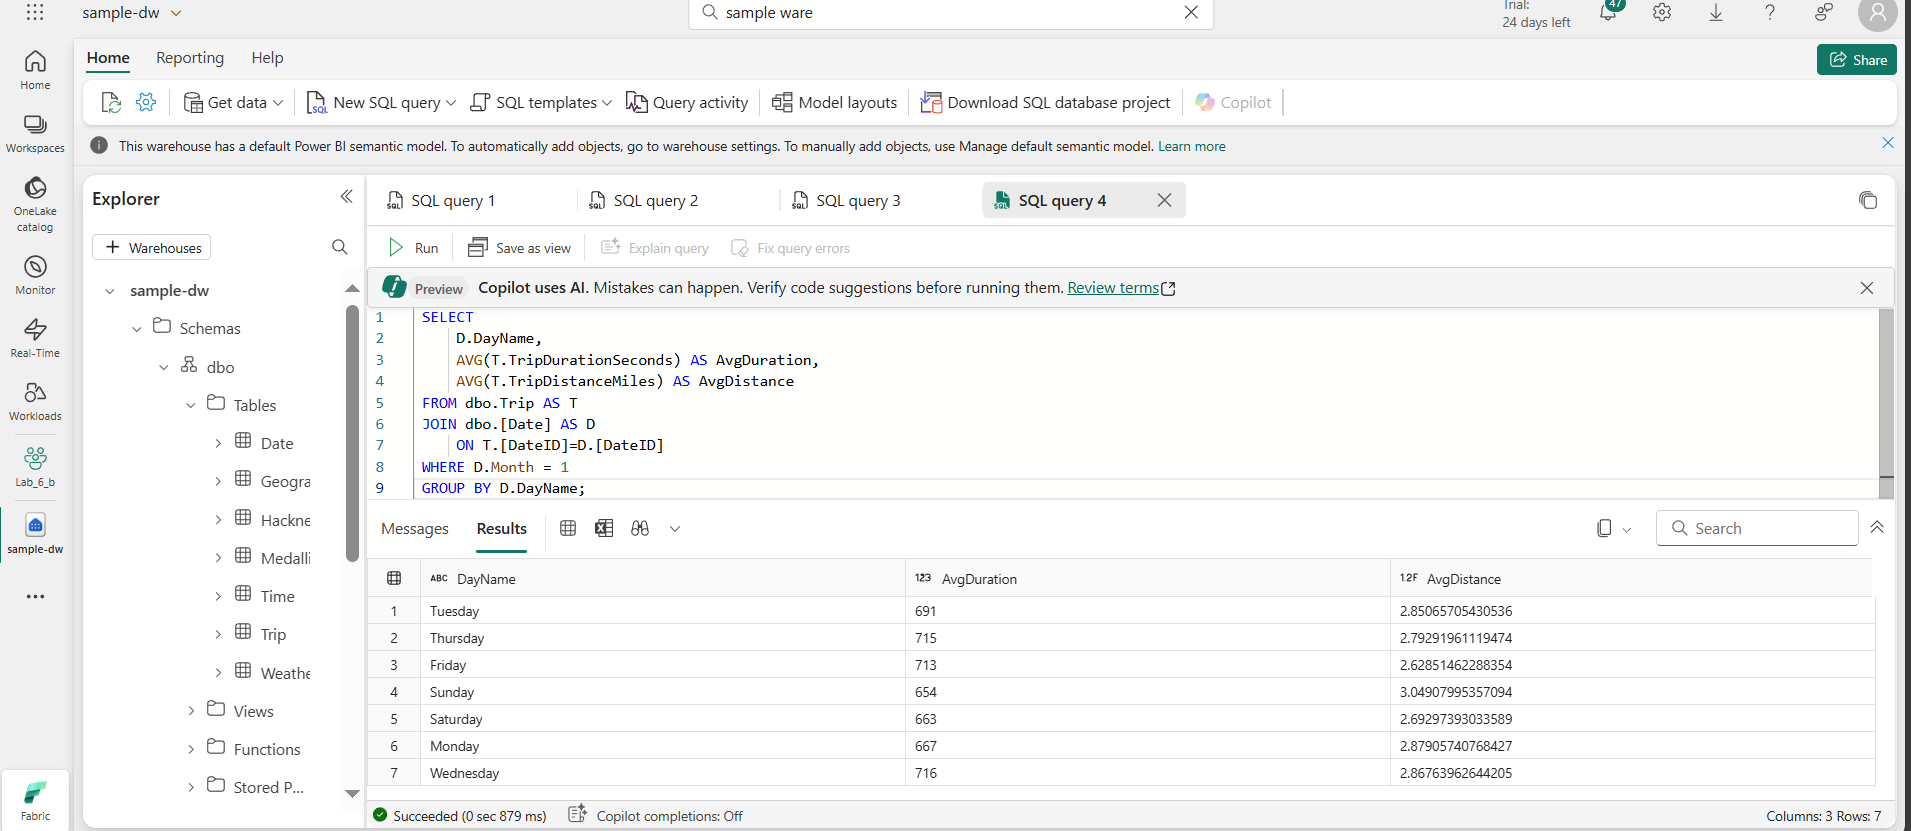 sample-dw
sample ware
Trial:
24 days left
47
Home
Reporting
Help
Share
Get data
New SQL query
SQL templates
Query activity
Model layouts
Download SQL database project
Copilot
This warehouse has a default Power BI semantic model. To automatically add objects, go to warehouse settings. To manually add objects, use Manage default semantic model. Learn more
Home
Workspaces
OneLake
catalog
Monitor
Real-Time
Workloads
Lab_6_b
sample-dw
Fabric
Explorer
Warehouses
sample-dw
Schemas
dbo
Tables
Date
Geogra
Hackne
Medalli
Time
Trip
Weathe
Views
Functions
Stored P...
SQL query 1
SQL query 2
SQL query 3
SQL query 4
Run
Save as view
Explain query
Fix query errors
Preview
Copilot uses AI. Mistakes can happen. Verify code suggestions before running them. Review terms
1 SELECT
2 D.DayName,
3 AVG(T.TripDurationSeconds) AS AvgDuration,
4 AVG(T.TripDistanceMiles) AS AvgDistance
5 FROM dbo.Trip AS T
6 JOIN dbo.[Date] AS D
7 ON T.[DateID]=D.[DateID]
8 WHERE D.Month = 1
9 GROUP BY D.DayName;
Messages
Results
Search
ABC DayName 123 AvgDuration 1.2F AvgDistance
1 Tuesday 691 2.85065705430536
2 Thursday 715 2.79291961119474
3 Friday 713 2.62851462288354
4 Sunday 654 3.04907995357094
5 Saturday 663 2.69297393033589
6 Monday 667 2.87905740768427
7 Wednesday 716 2.86763962644205
Succeeded (0 sec 879 ms)
Copilot completions: Off
Columns: 3 Rows: 7